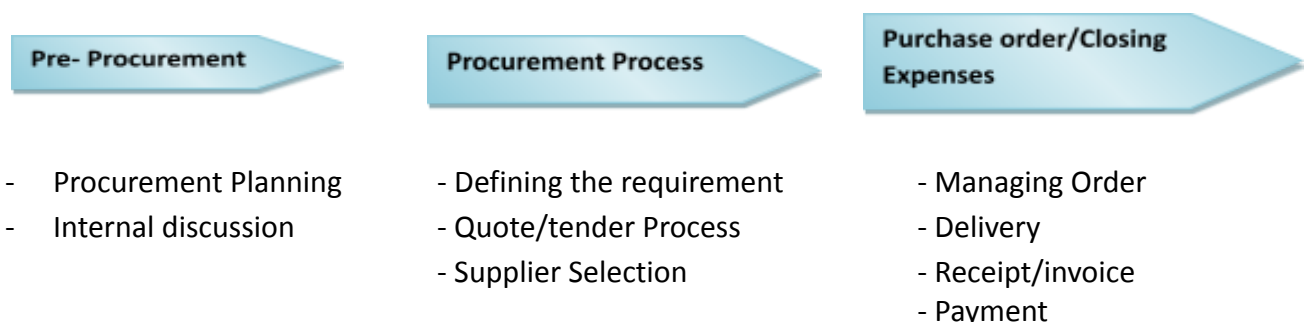 Pre- Procurement
- Procurement Planning
- Internal discussion
Procurement Process
- Defining the requirement
- Quote/tender Process
- Supplier Selection
Purchase order/Closing
Expenses
- Managing Order
- Delivery
- Receipt/invoice
- Payment